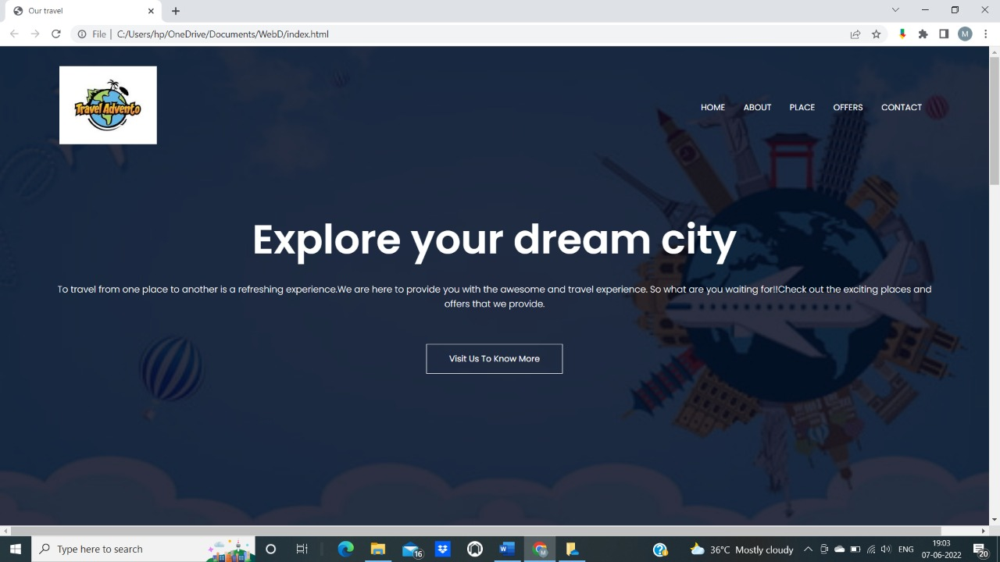 Our travel
File | C:/Users/hp/OneDrive/Documents/WebD/index.html
M
Travel Advento
HOME ABOUT PLACE OFFERS CONTACT
Explore your dream city
To travel from one place to another is a refreshing experience.We are here to provide you with the awesome and travel experience. So what are you waiting for!!Check out the exciting places and
offers that we provide.
Visit Us To Know More
Type here to search
16
36°C Mostly cloudy
ENG
19:03
07-06-2022
20